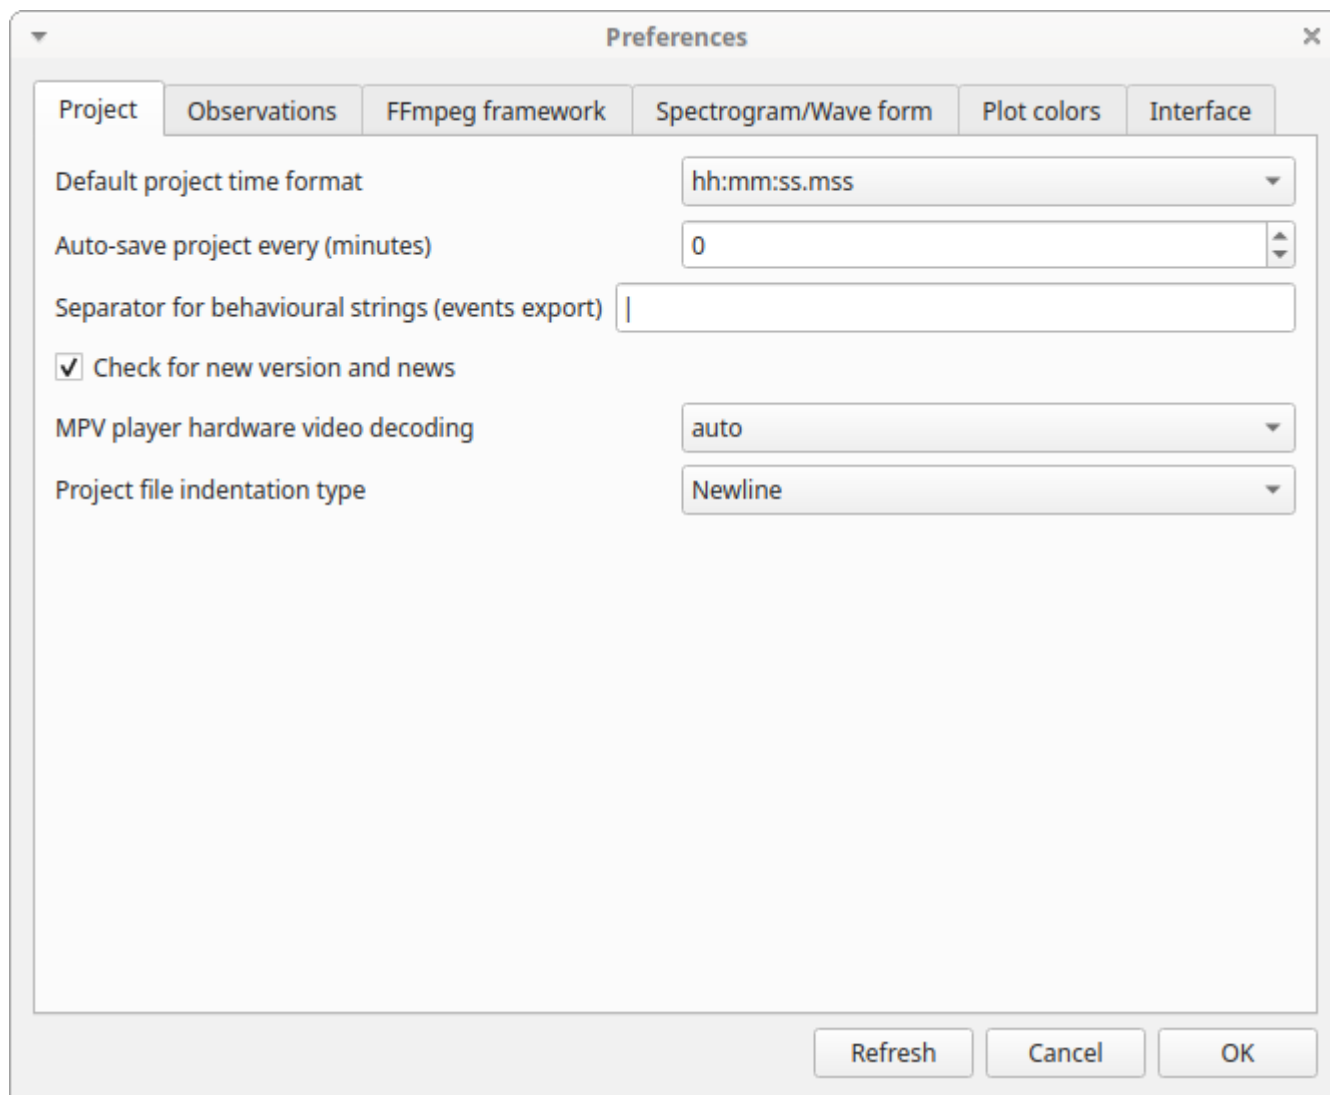 Preferences
Project Observations FFmpeg framework Spectrogram/Wave form Plot colors Interface
Default project time format hh:mm:ss.mss
Auto-save project every (minutes) 0
Separator for behavioural strings (events export) |
Check for new version and news
MPV player hardware video decoding auto
Project file indentation type Newline
Refresh Cancel OK